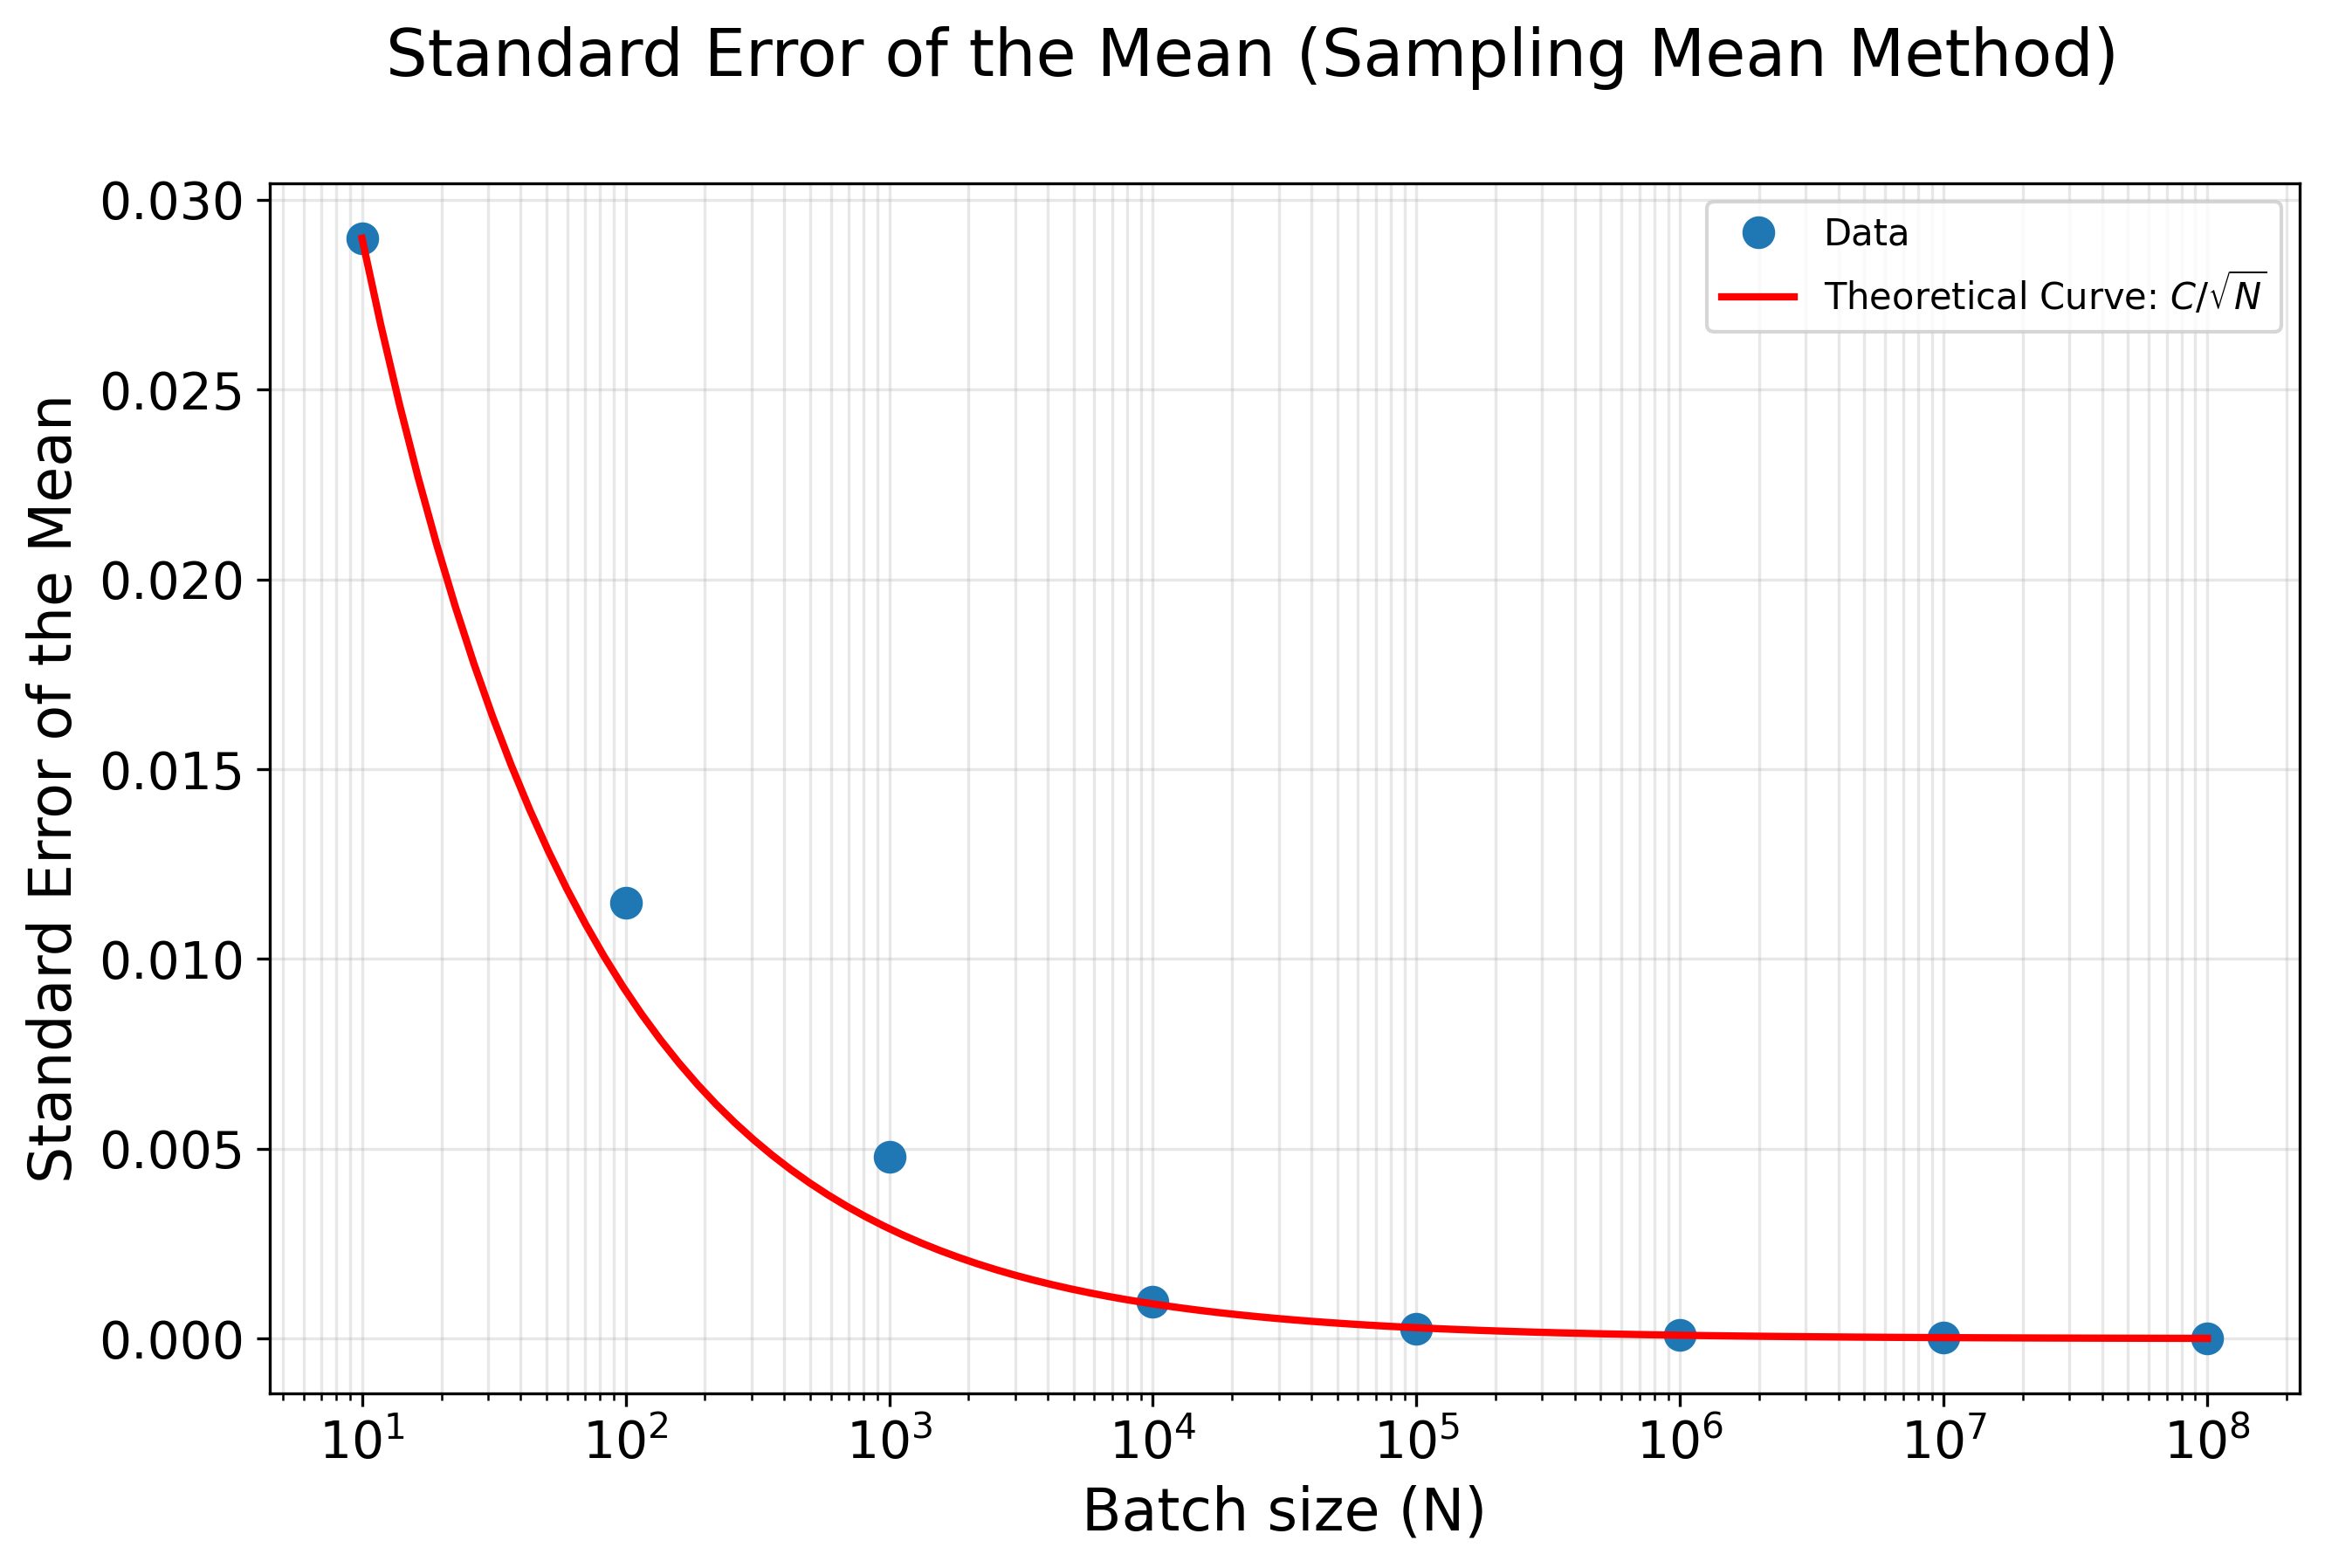 Standard Error of the Mean (Sampling Mean Method)
Data
Theoretical Curve: $C/\sqrt{N}$
Standard Error of the Mean
0.030
0.025
0.020
0.015
0.010
0.005
0.000
10¹ 10² 10³ 10⁴ 10⁵ 10⁶ 10⁷ 10⁸
Batch size (N)